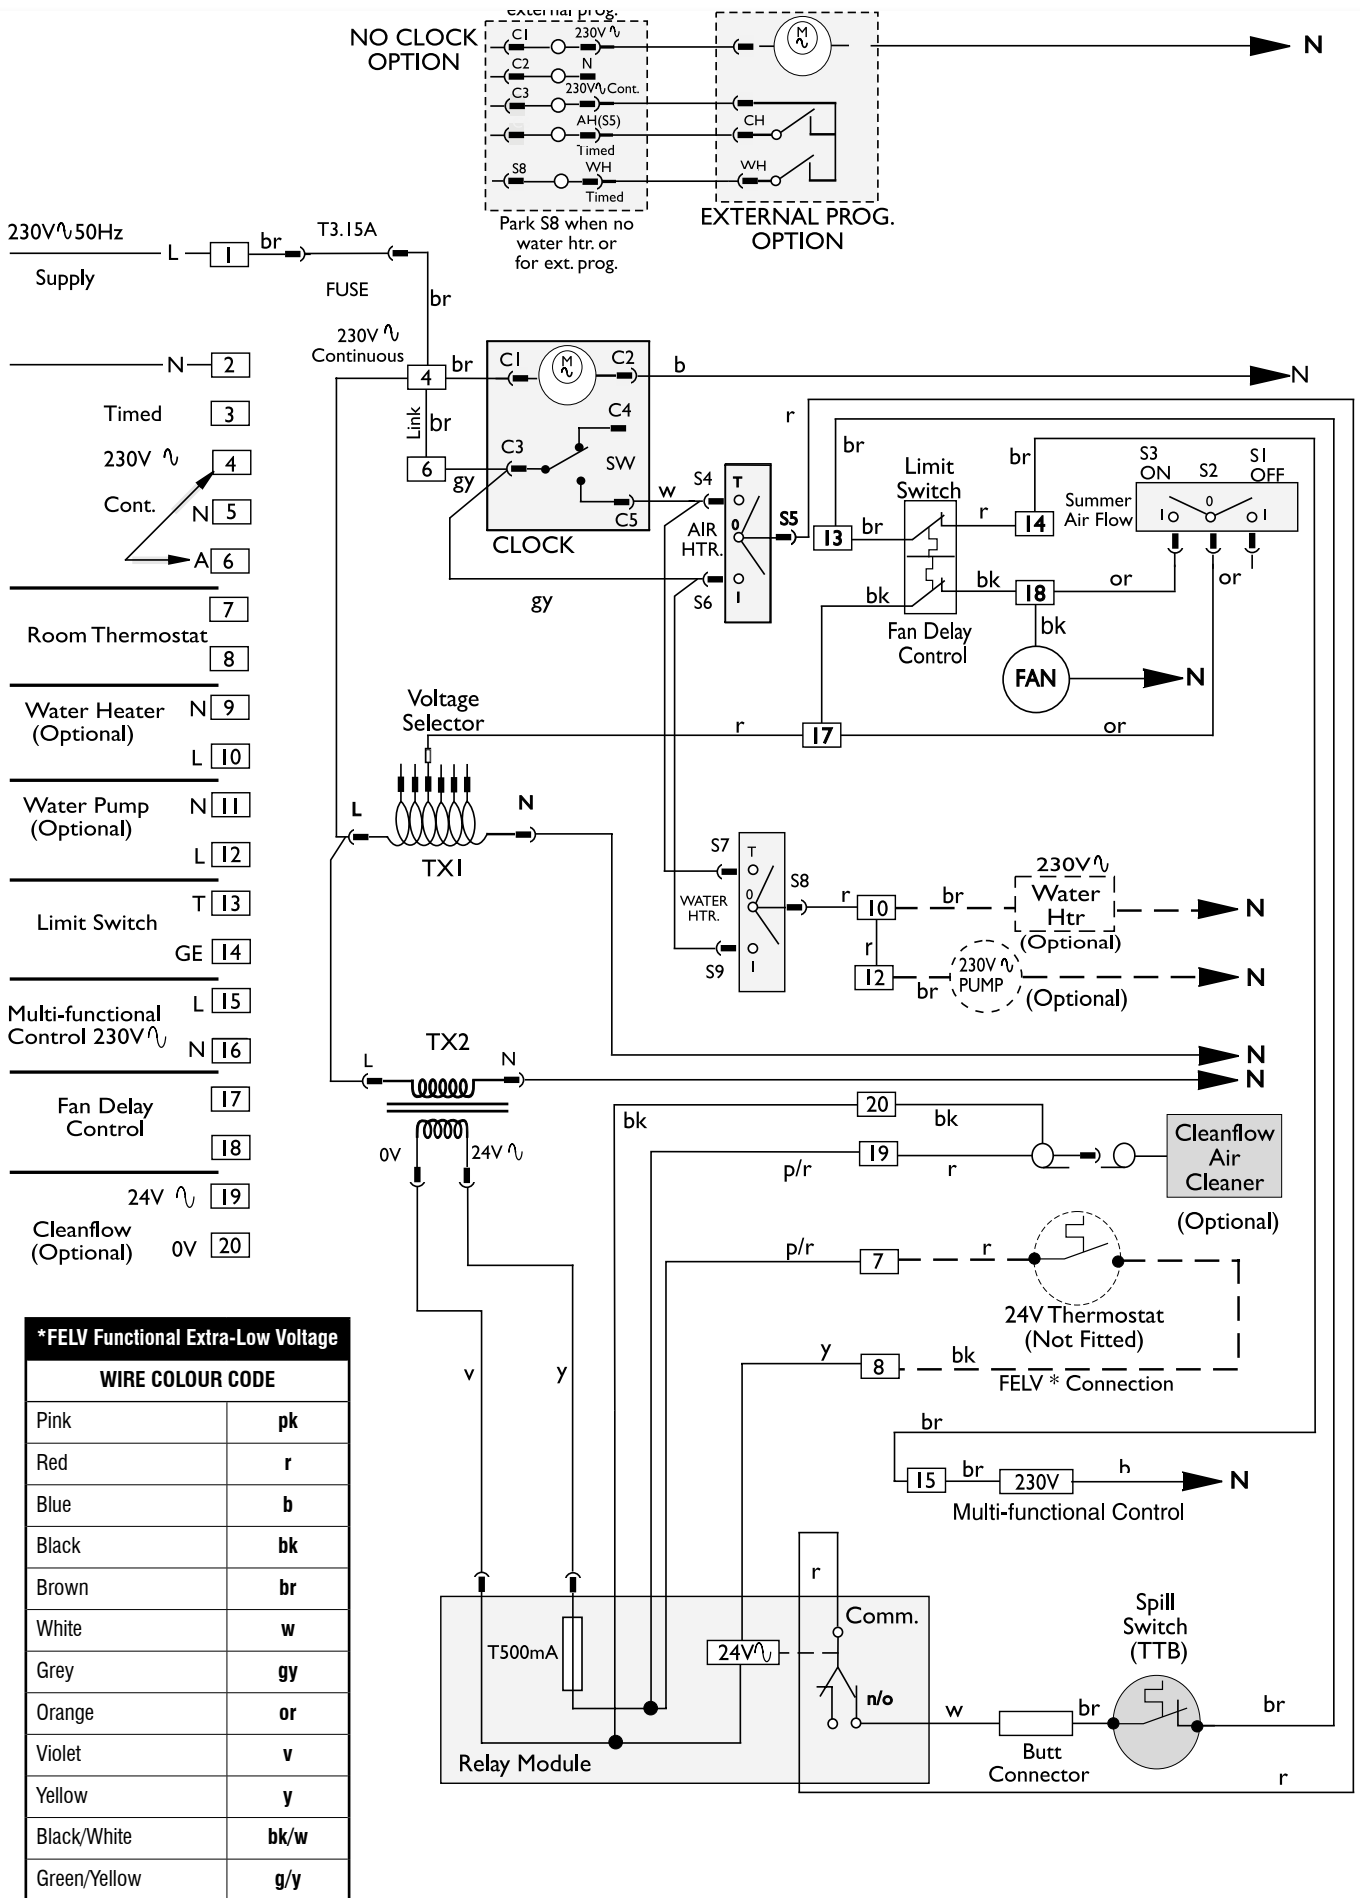 external prog.
NO CLOCK
OPTION
C1
230V
C2
N
C3
230V Cont.
AH(S5)
Timed
S8
WH
Timed
Park S8 when no
water htr. or
for ext. prog.
M
CH
WH
EXTERNAL PROG.
OPTION
N
230V 50Hz
L
1
br
T3.15A
Supply
FUSE
br
230V
Continuous
N
2
Timed
3
230V
4
Cont.
N
5
A
6
7
Room Thermostat
8
Water Heater
(Optional)
N
9
L
10
Water Pump
(Optional)
N
11
L
12
Limit Switch
T
13
GE
14
Multi-functional
Control 230V
L
15
N
16
Fan Delay
Control
17
18
24V
19
Cleanflow
(Optional)
0V
20
4
br
C1
M
C2
b
N
Link
br
6
gy
C3
C4
SW
C5
CLOCK
w
gy
S4
T
0
AIR
HTR.
S5
S6
I
r
br
13
br
Limit
Switch
r
br
14
S3
ON
S2
S1
OFF
Summer
Air Flow
I
0
I
or
or
bk
bk
18
bk
Fan Delay
Control
FAN
N
Voltage
Selector
r
17
or
L
N
TX1
S7
T
WATER
HTR.
0
S8
S9
I
r
10
br
230V
Water
Htr
(Optional)
N
r
12
br
230V
PUMP
(Optional)
N
TX2
L
N
N
N
0V
24V
bk
20
bk
p/r
19
r
Cleanflow
Air
Cleaner
(Optional)
p/r
7
r
24V Thermostat
(Not Fitted)
y
8
bk
FELV * Connection
v
y
br
15
br
230V
b
N
Multi-functional Control
r
Comm.
T500mA
24V
n/o
Relay Module
w
Butt
Connector
br
Spill
Switch
(TTB)
br
r
*FELV Functional Extra-Low Voltage
WIRE COLOUR CODE
Pink pk
Red r
Blue b
Black bk
Brown br
White w
Grey gy
Orange or
Violet v
Yellow y
Black/White bk/w
Green/Yellow g/y